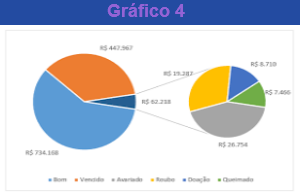 Gráfico 4
R$ 447.967
R$ 19.287
R$ 8.710
R$ 7.466
R$ 62.238
R$ 734.168
R$ 26.754
Bom Vencido Avariado Roubo Doação Queimado